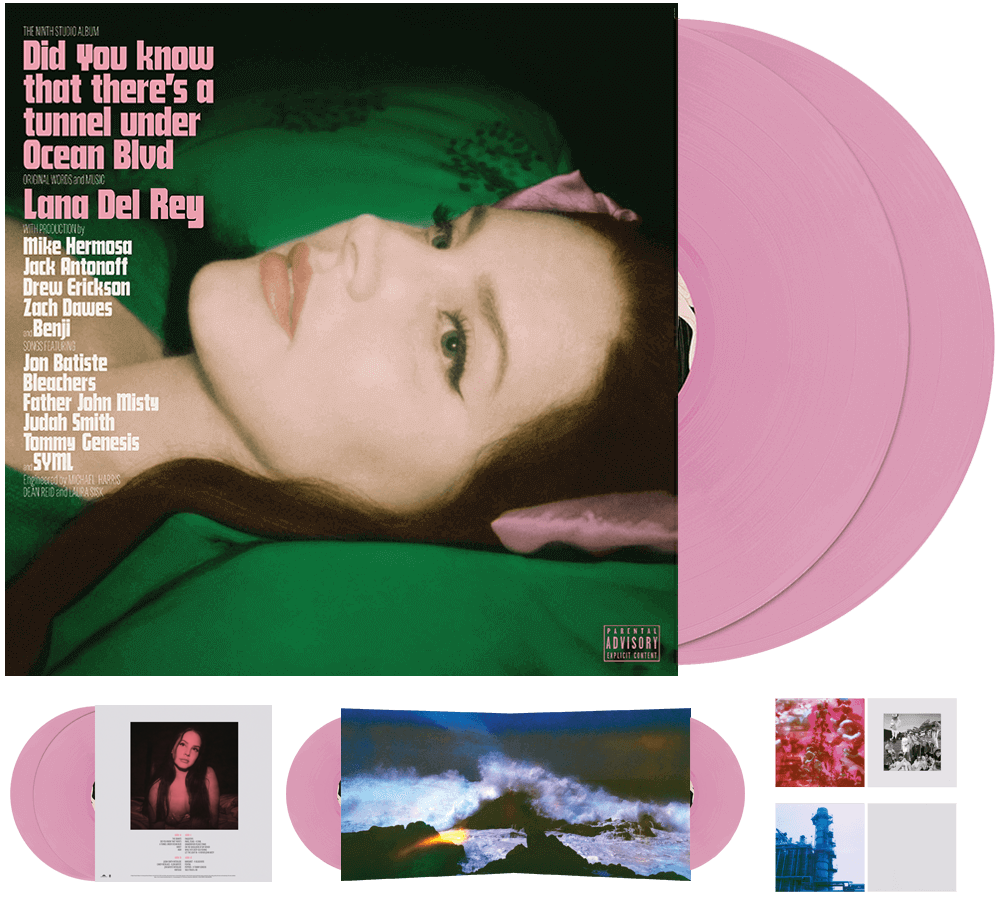 THE NINTH STUDIO ALBUM
Did You know
that there's a
tunnel under
Ocean Blvd
ORIGINAL WORDS and MUSIC
Lana Del Rey
WITH PRODUCTION by
Mike Hermosa
Jack Antonoff
Drew Erickson
Zach Dawes
and Benji
SONGS FEATURING
Jon Batiste
Bleachers
Father John Misty
Judah Smith
Tommy Genesis
and SYML
Engineered by MICHAEL HARRIS
DEAN REID and LAURA SISK
PARENTAL
ADVISORY
EXPLICIT CONTENT